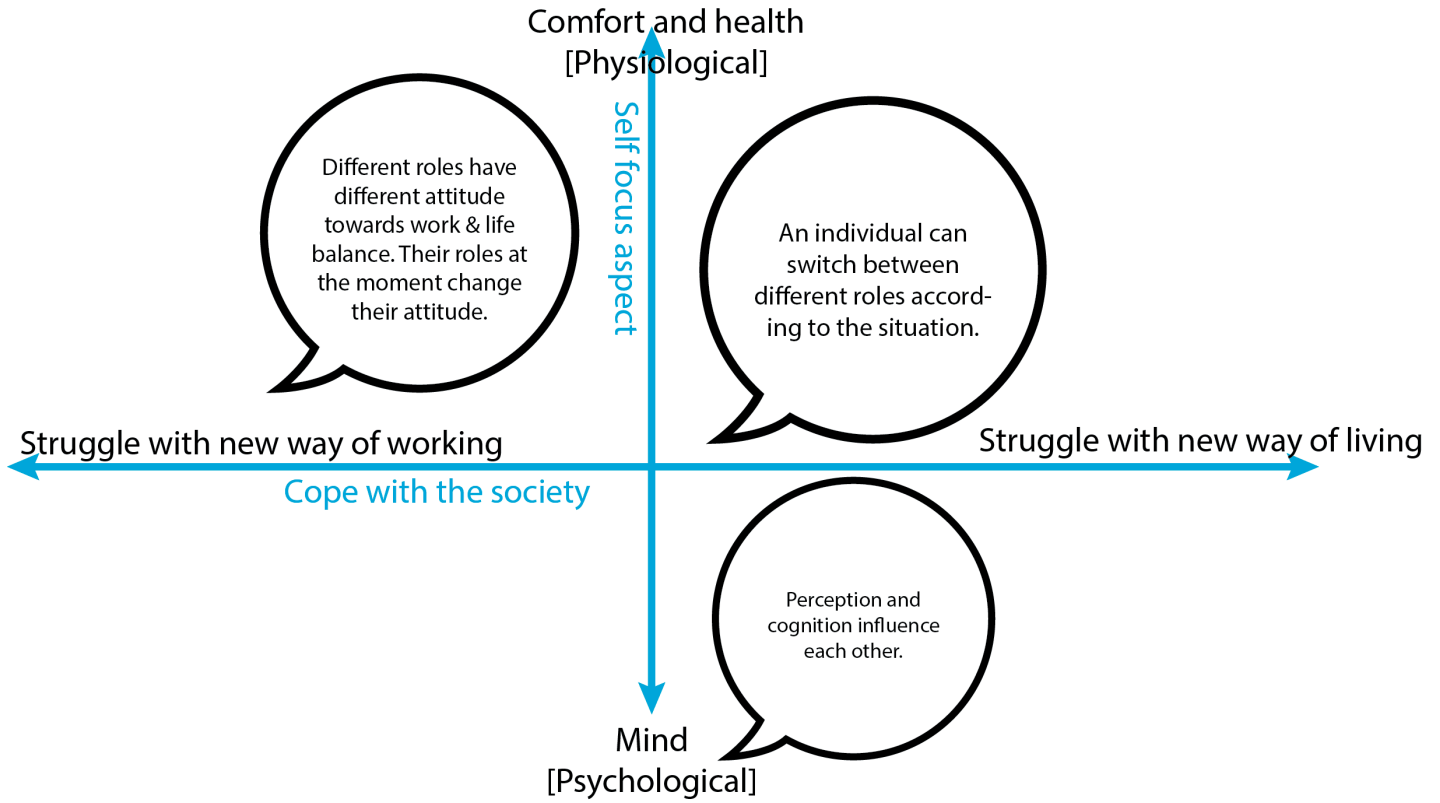 Comfort and health
[Physiological]
Self focus aspect
Different roles have
different attitude
towards work & life
balance. Their roles at
the moment change
their attitude.
An individual can
switch between
different roles accord-
ing to the situation.
Struggle with new way of working
Struggle with new way of living
Cope with the society
Perception and
cognition influence
each other.
Mind
[Psychological]